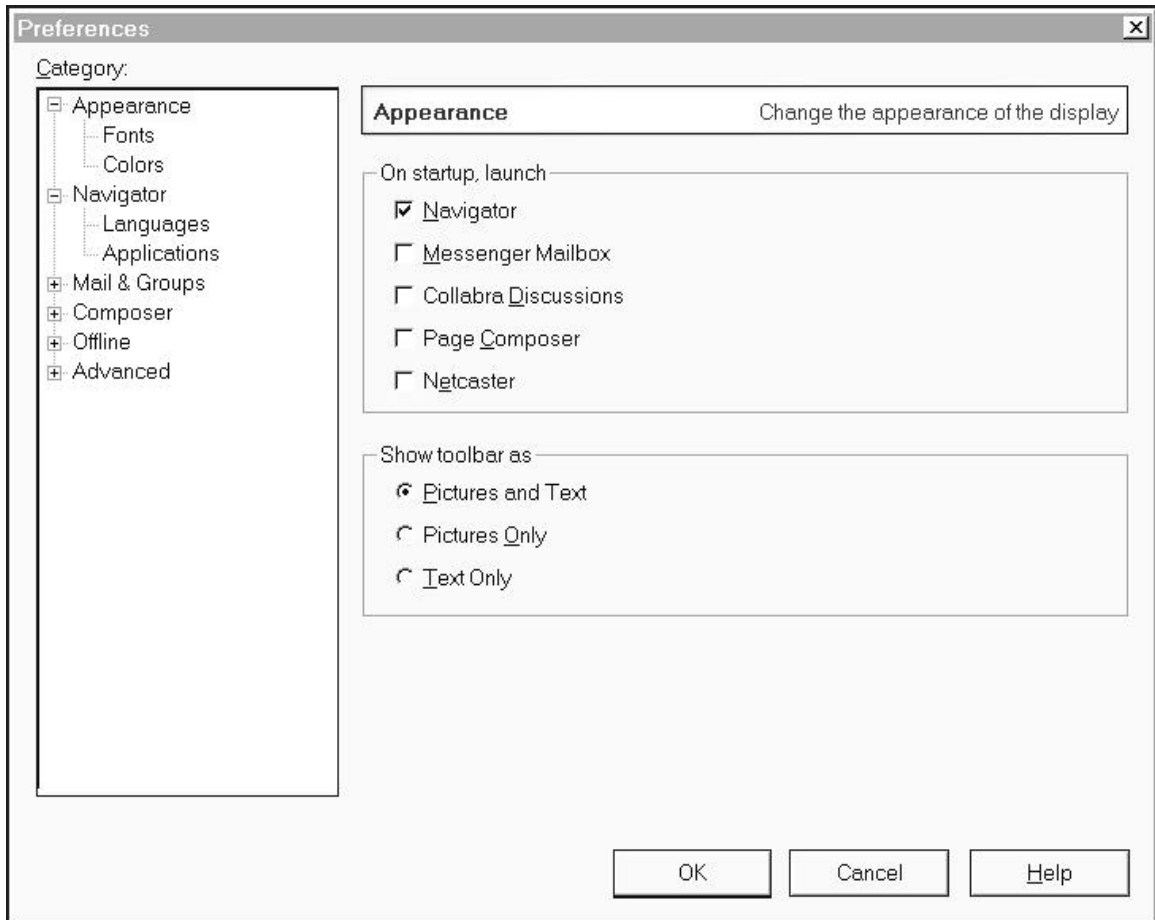 Preferences
Category:
Appearance
Fonts
Colors
Navigator
Languages
Applications
Mail & Groups
Composer
Offline
Advanced
Appearance Change the appearance of the display
On startup, launch
Navigator
Messenger Mailbox
Collabra Discussions
Page Composer
Netcaster
Show toolbar as
Pictures and Text
Pictures Only
Text Only
OK Cancel Help